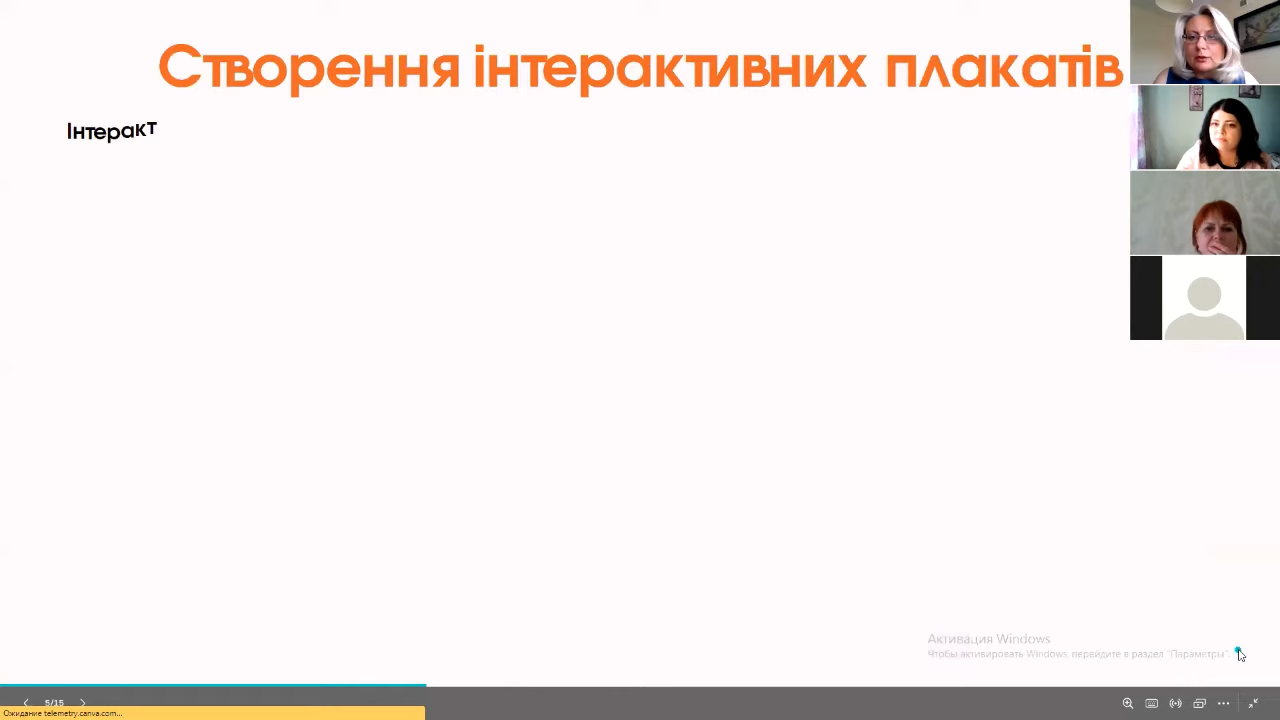 Створення інтерактивних плакатів
Інтеракт
Активация Windows
Чтобы активировать Windows, перейдите в раздел "Параметры".
5/15
Ожидание telemetry.canva.com...